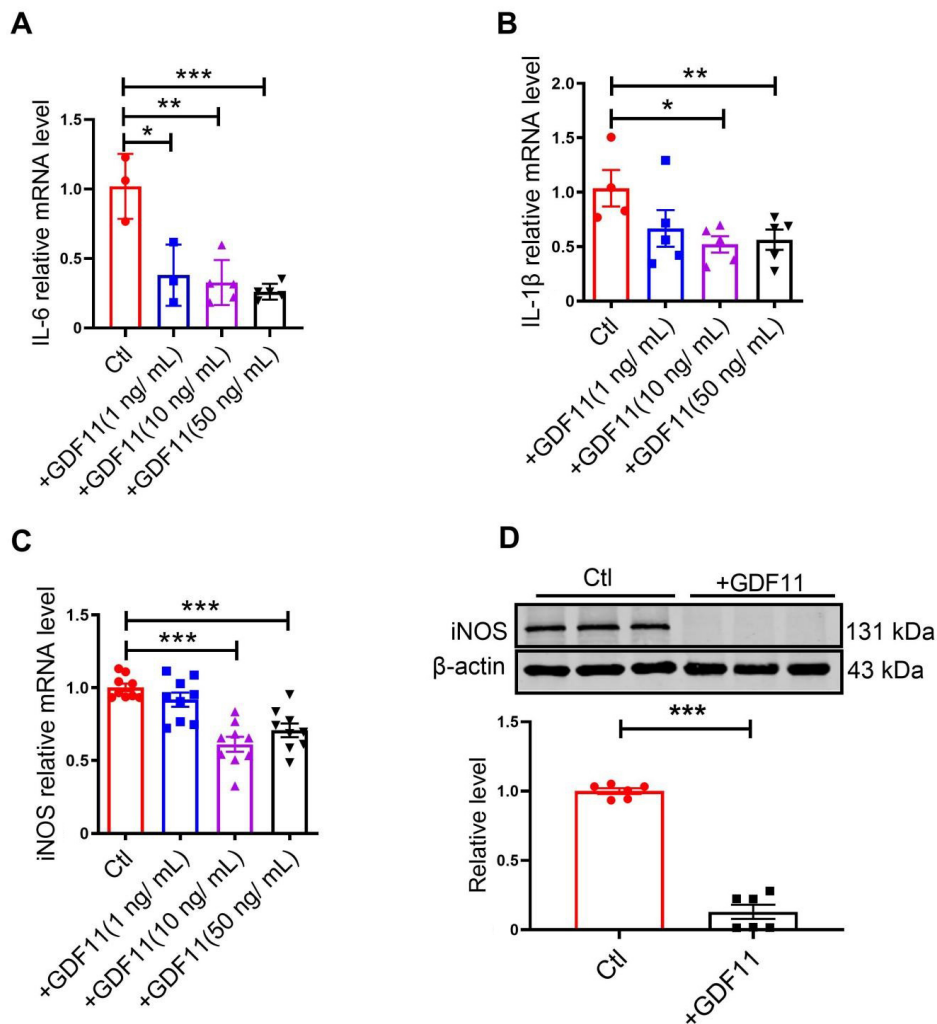 A
IL-6 relative mRNA level
1.5
1.0
0.5
0
***
**
*
Ctl
+GDF11(1 ng/ mL)
+GDF11(10 ng/ mL)
+GDF11(50 ng/ mL)
B
IL-1β relative mRNA level
2.0
1.5
1.0
0.5
0
**
*
Ctl
+GDF11(1 ng/ mL)
+GDF11(10 ng/ mL)
+GDF11(50 ng/ mL)
C
iNOS relative mRNA level
1.5
1.0
0.5
0
***
***
Ctl
+GDF11(1 ng/ mL)
+GDF11(10 ng/ mL)
+GDF11(50 ng/ mL)
D
Ctl +GDF11
iNOS 131 kDa
β-actin 43 kDa
Relative level
1.5
1.0
0.5
0
***
Ctl
+GDF11